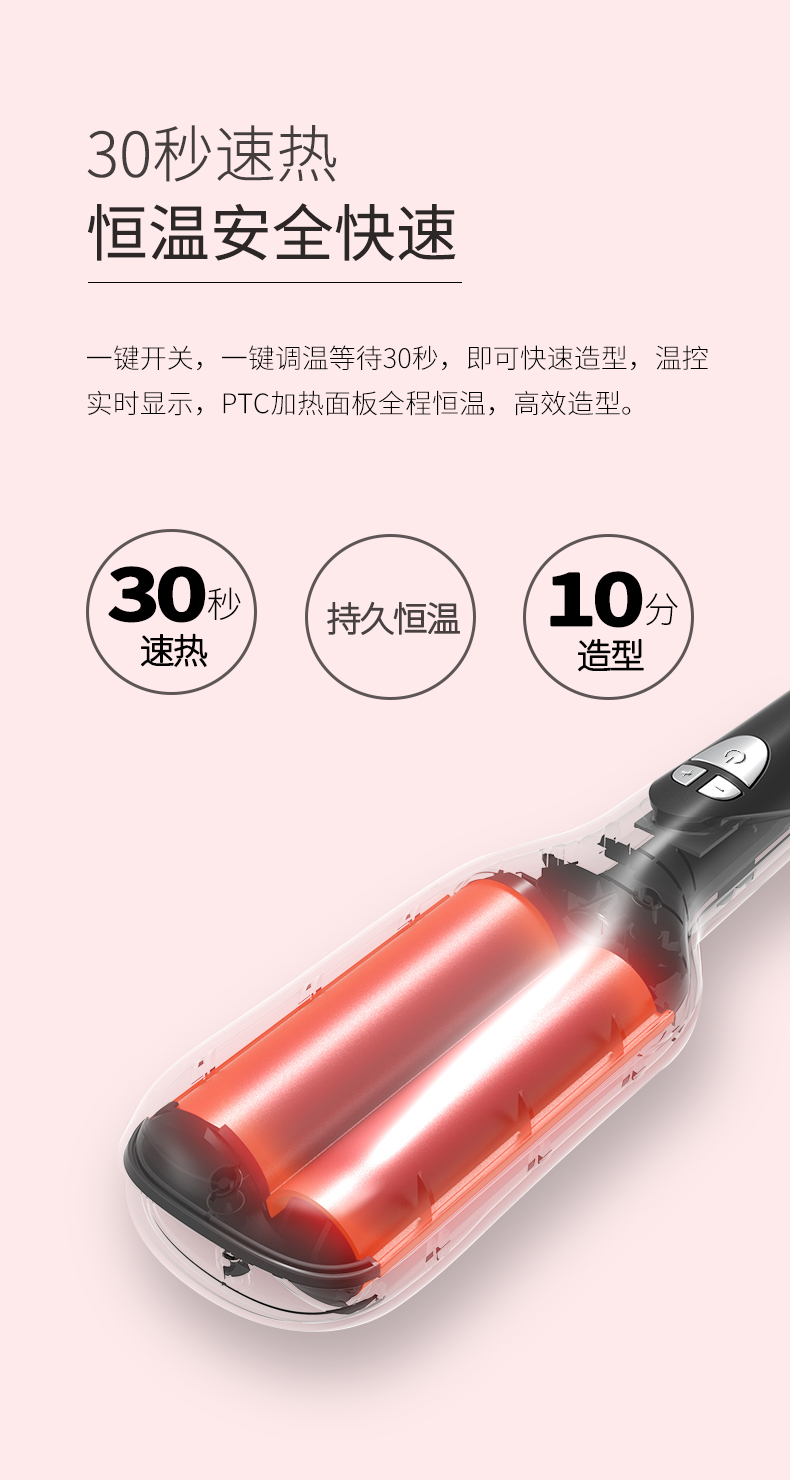 30秒速热
恒温安全快速
一键开关，一键调温等待30秒，即可快速造型，温控
实时显示，PTC加热面板全程恒温，高效造型。
30秒
速热
持久恒温
10分
造型
+
-